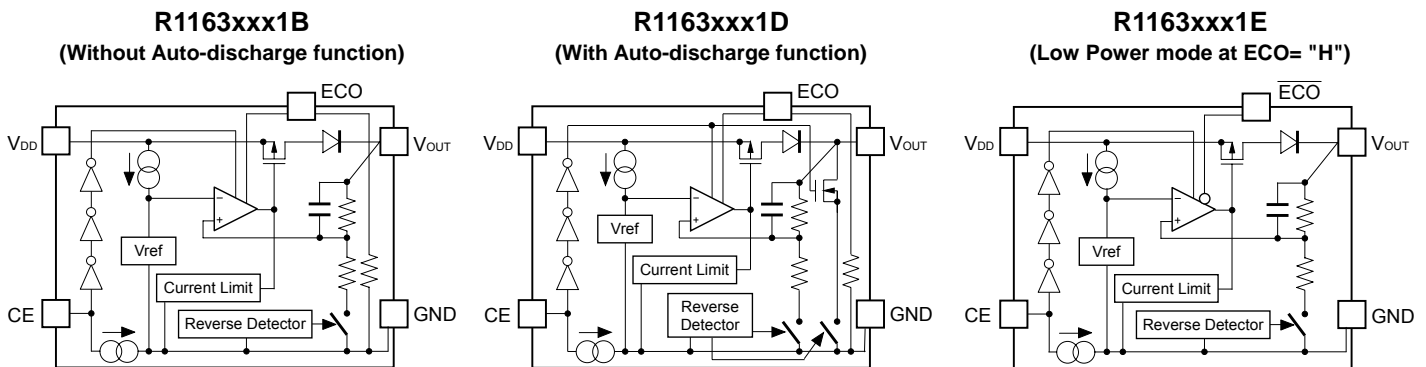 R1163xxx1B
(Without Auto-discharge function)
ECO
VDD
VOUT
−
+
Vref
Current Limit
CE
GND
Reverse Detector
R1163xxx1D
(With Auto-discharge function)
ECO
VDD
VOUT
−
+
Vref
Current Limit
Reverse
Detector
CE
GND
R1163xxx1E
(Low Power mode at ECO= "H")
ECO
VDD
VOUT
−
+
Vref
Current Limit
CE
GND
Reverse Detector